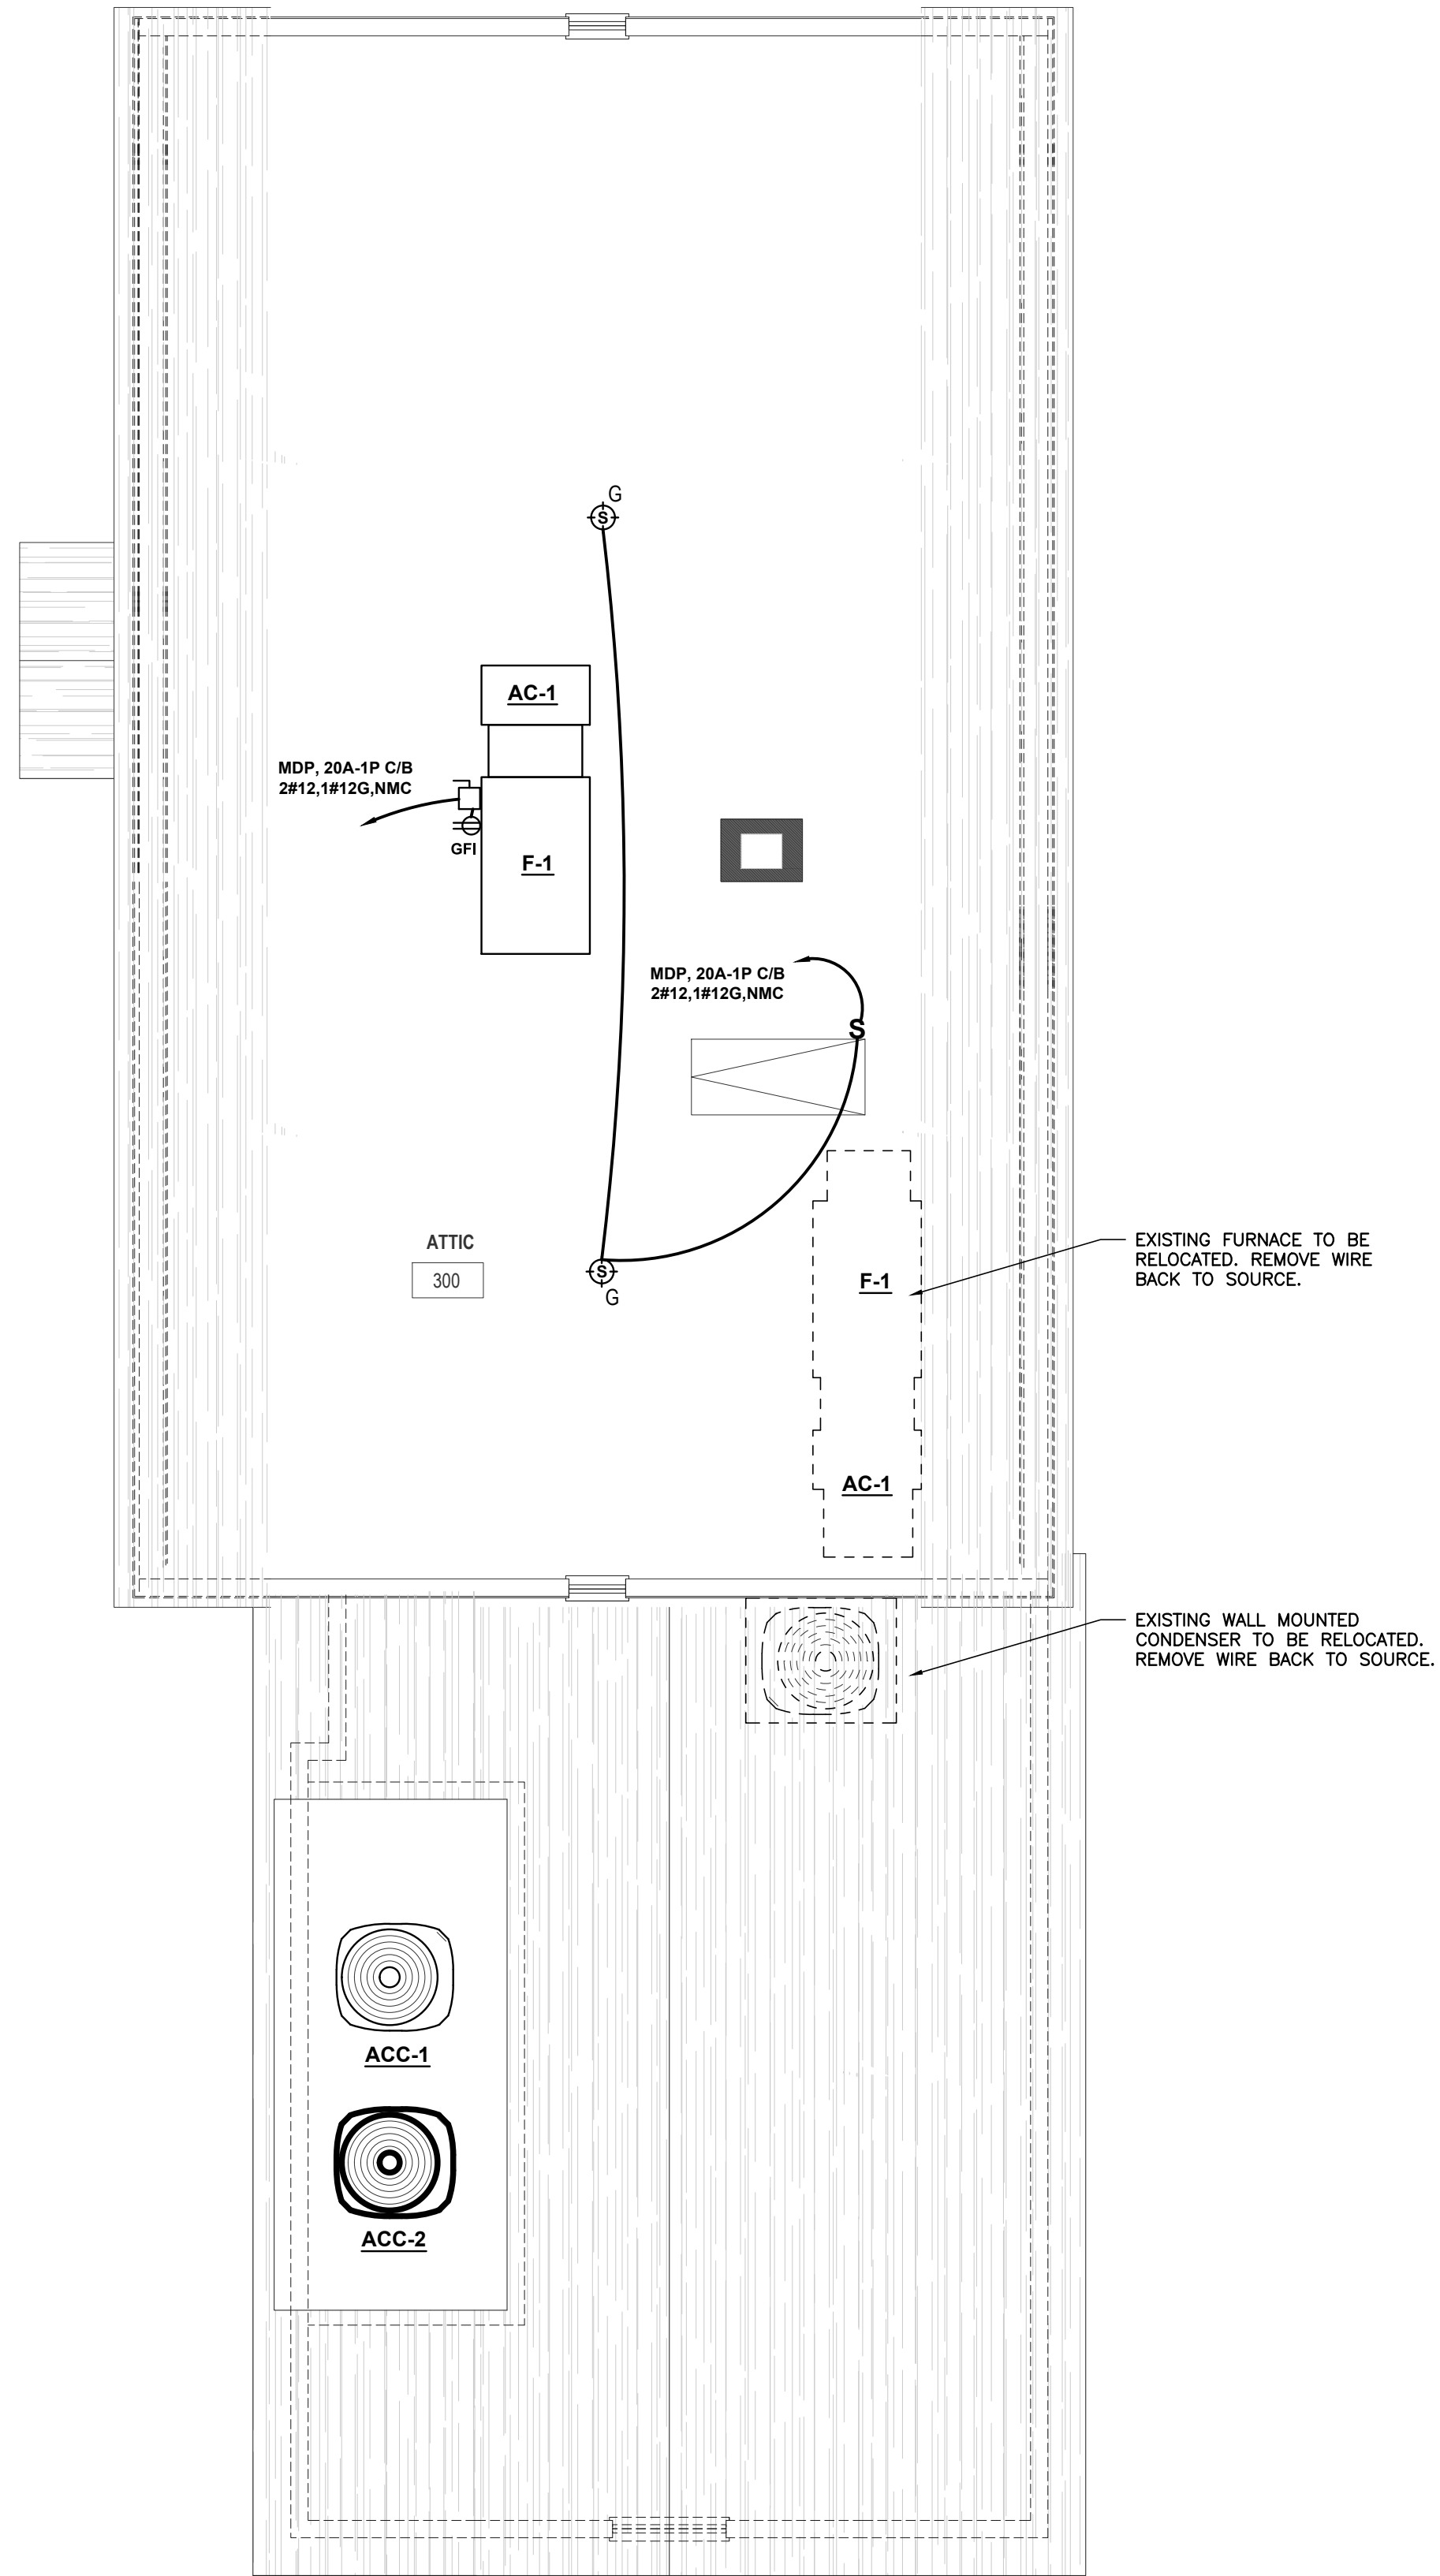 G
S
AC-1
MDP, 20A-1P C/B
2#12,1#12G,NMC
GFI
F-1
MDP, 20A-1P C/B
2#12,1#12G,NMC
S
ATTIC
300
S
G
F-1
EXISTING FURNACE TO BE
RELOCATED. REMOVE WIRE
BACK TO SOURCE.
AC-1
EXISTING WALL MOUNTED
CONDENSER TO BE RELOCATED.
REMOVE WIRE BACK TO SOURCE.
ACC-1
ACC-2